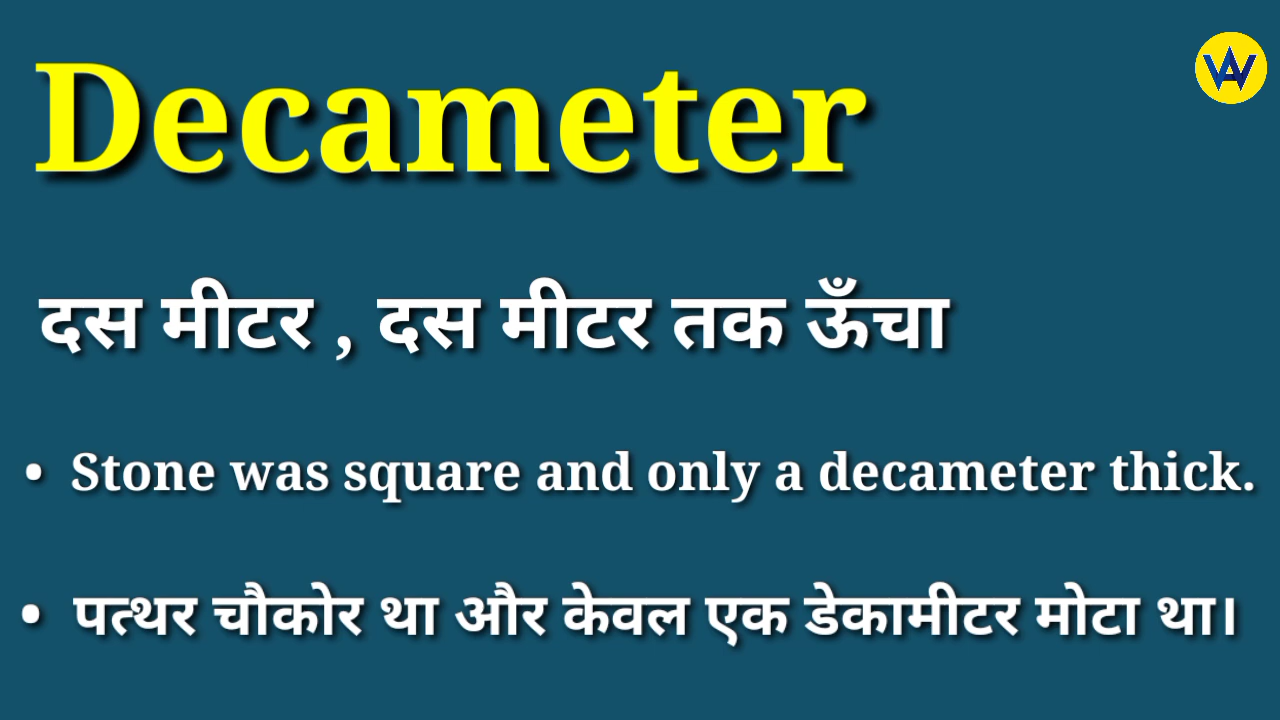 Decameter
दस मीटर , दस मीटर तक ऊँचा
• Stone was square and only a decameter thick.
• पत्थर चौकोर था और केवल एक डेकामीटर मोटा था।